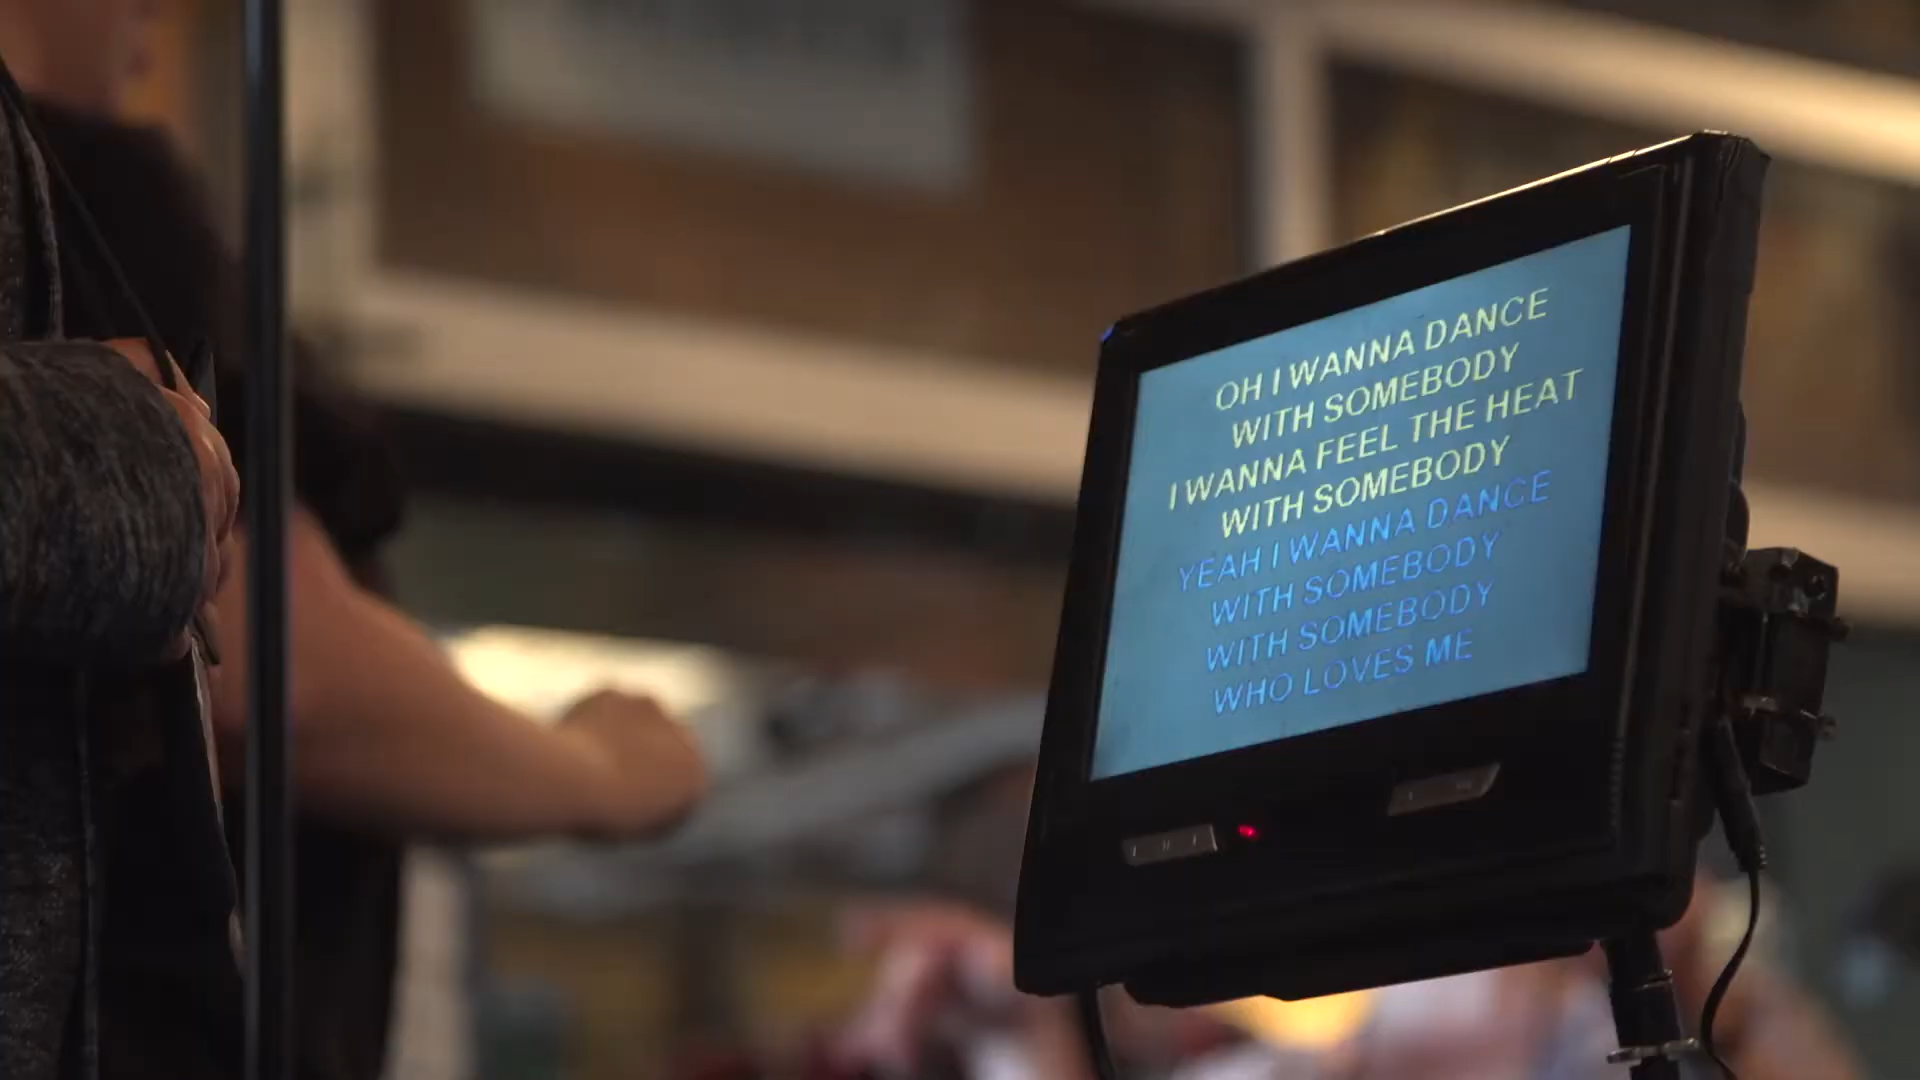 OH I WANNA DANCE
WITH SOMEBODY
I WANNA FEEL THE HEAT
WITH SOMEBODY
YEAH I WANNA DANCE
WITH SOMEBODY
WITH SOMEBODY
WHO LOVES ME